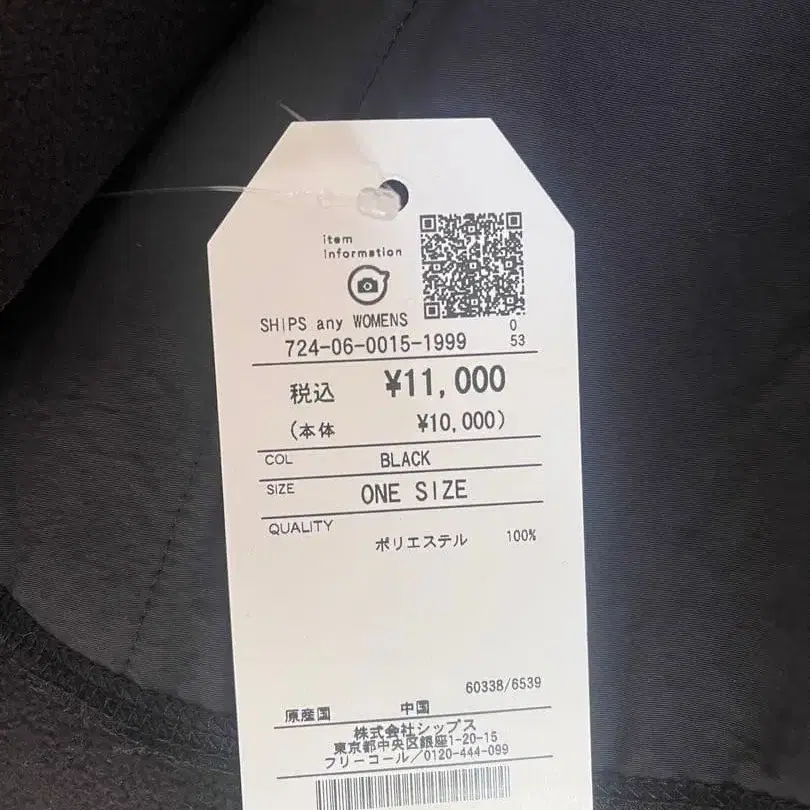 item
Information
SHIPS any WOMENS 0
724-06-0015-1999 53
税込 ¥11,000
(本体 ¥10,000)
COL BLACK
SIZE ONE SIZE
QUALITY
ポリエステル 100%
60338/6539
原産国 中国
株式会社シップス
東京都中央区銀座1-20-15
フリーコール／0120-444-099